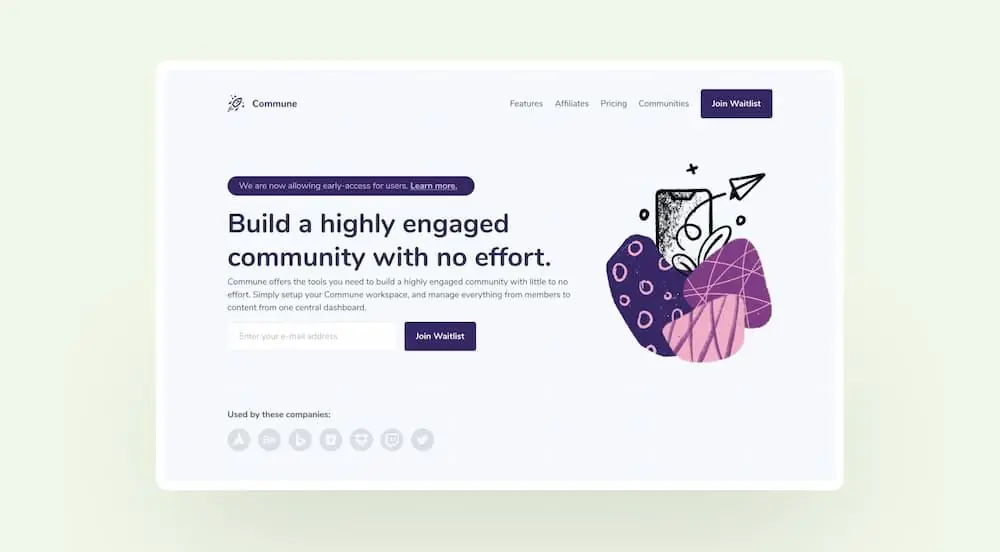 Commune
Features
Affiliates
Pricing
Communities
Join Waitlist
We are now allowing early-access for users. Learn more.
Build a highly engaged
community with no effort.
Commune offers the tools you need to build a highly engaged community with little to no
effort. Simply setup your Commune workspace, and manage everything from members to
content from one central dashboard.
Enter your e-mail address
Join Waitlist
Used by these companies:
Bē